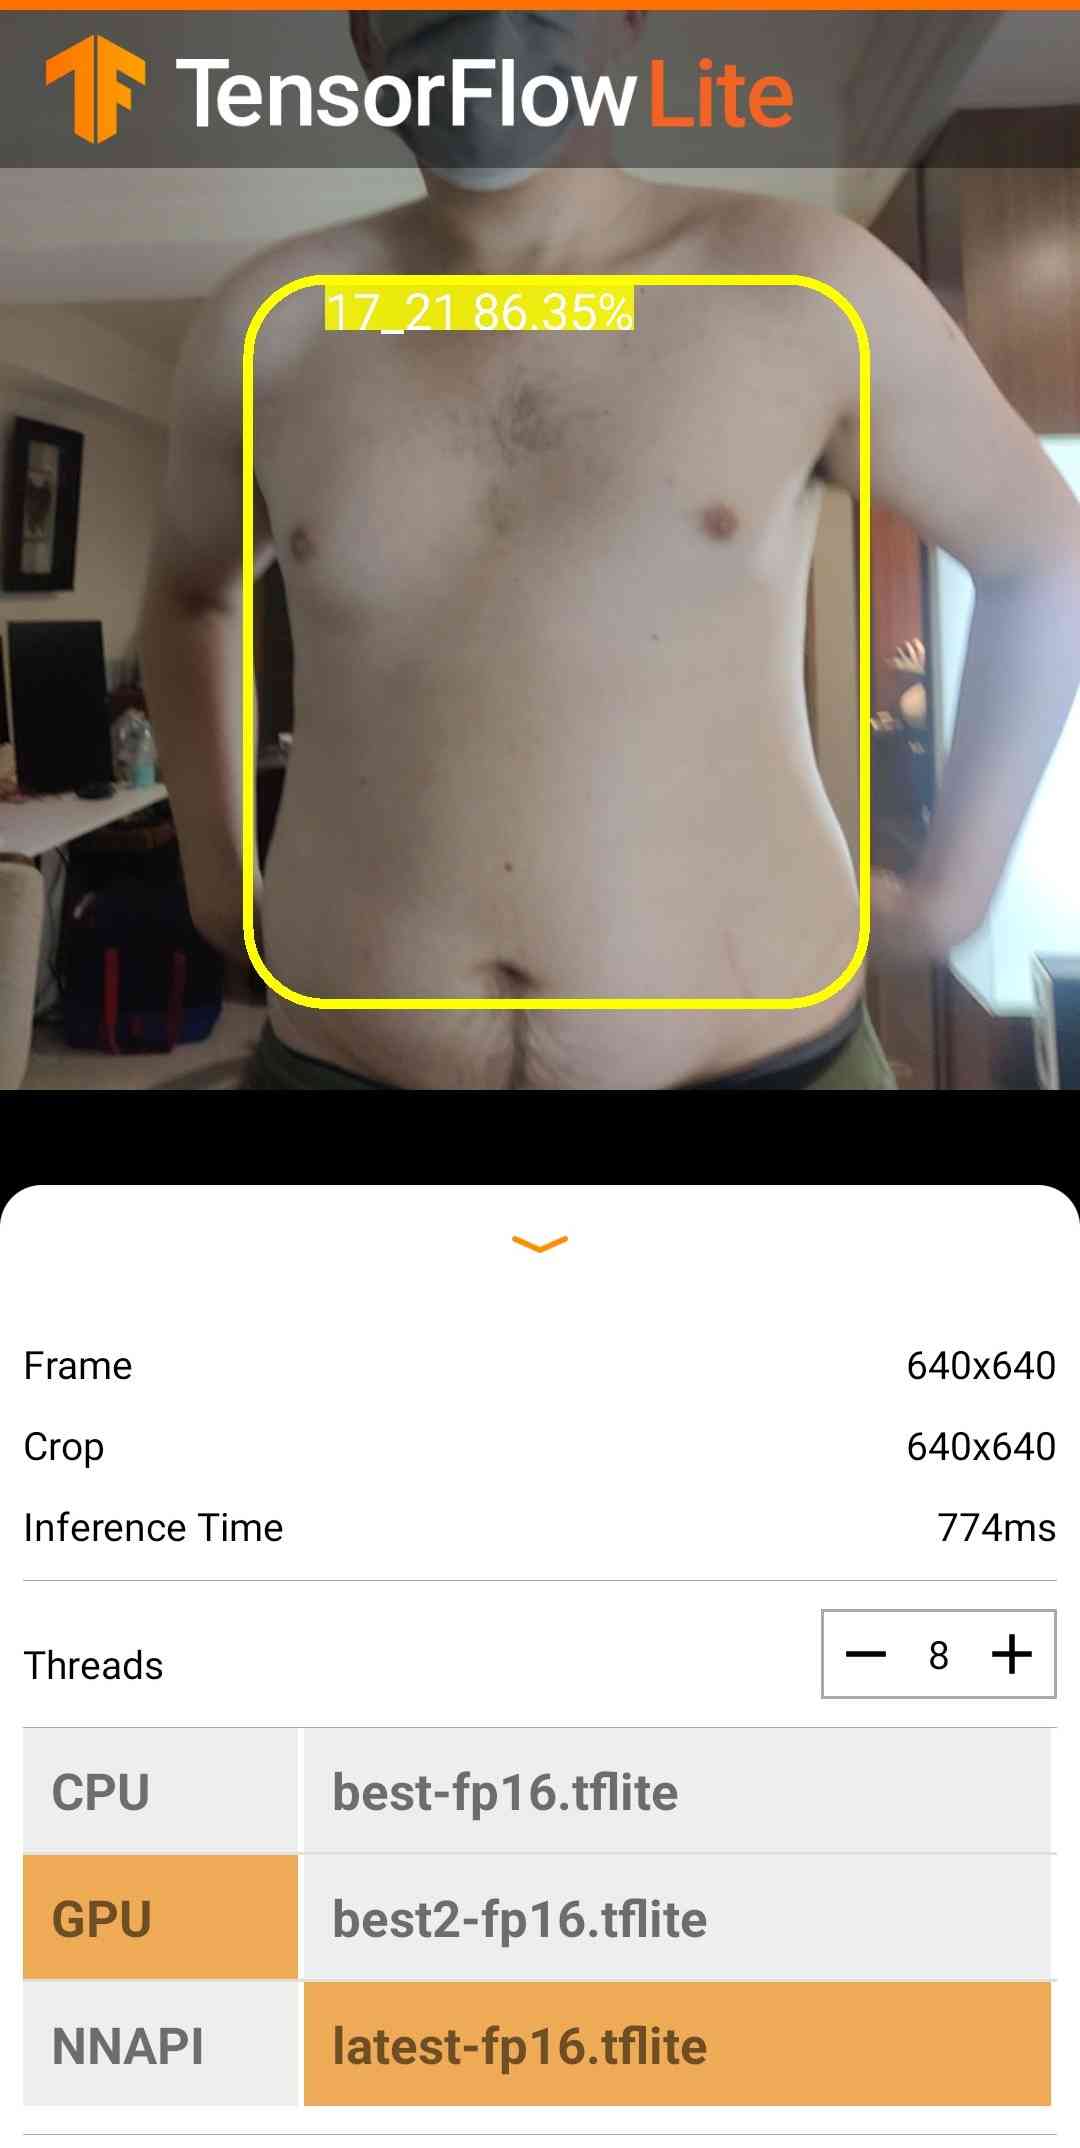 TensorFlow Lite
17_21 86.35%
Frame 640x640
Crop 640x640
Inference Time 774ms
Threads 8
CPU best-fp16.tflite
GPU best2-fp16.tflite
NNAPI latest-fp16.tflite